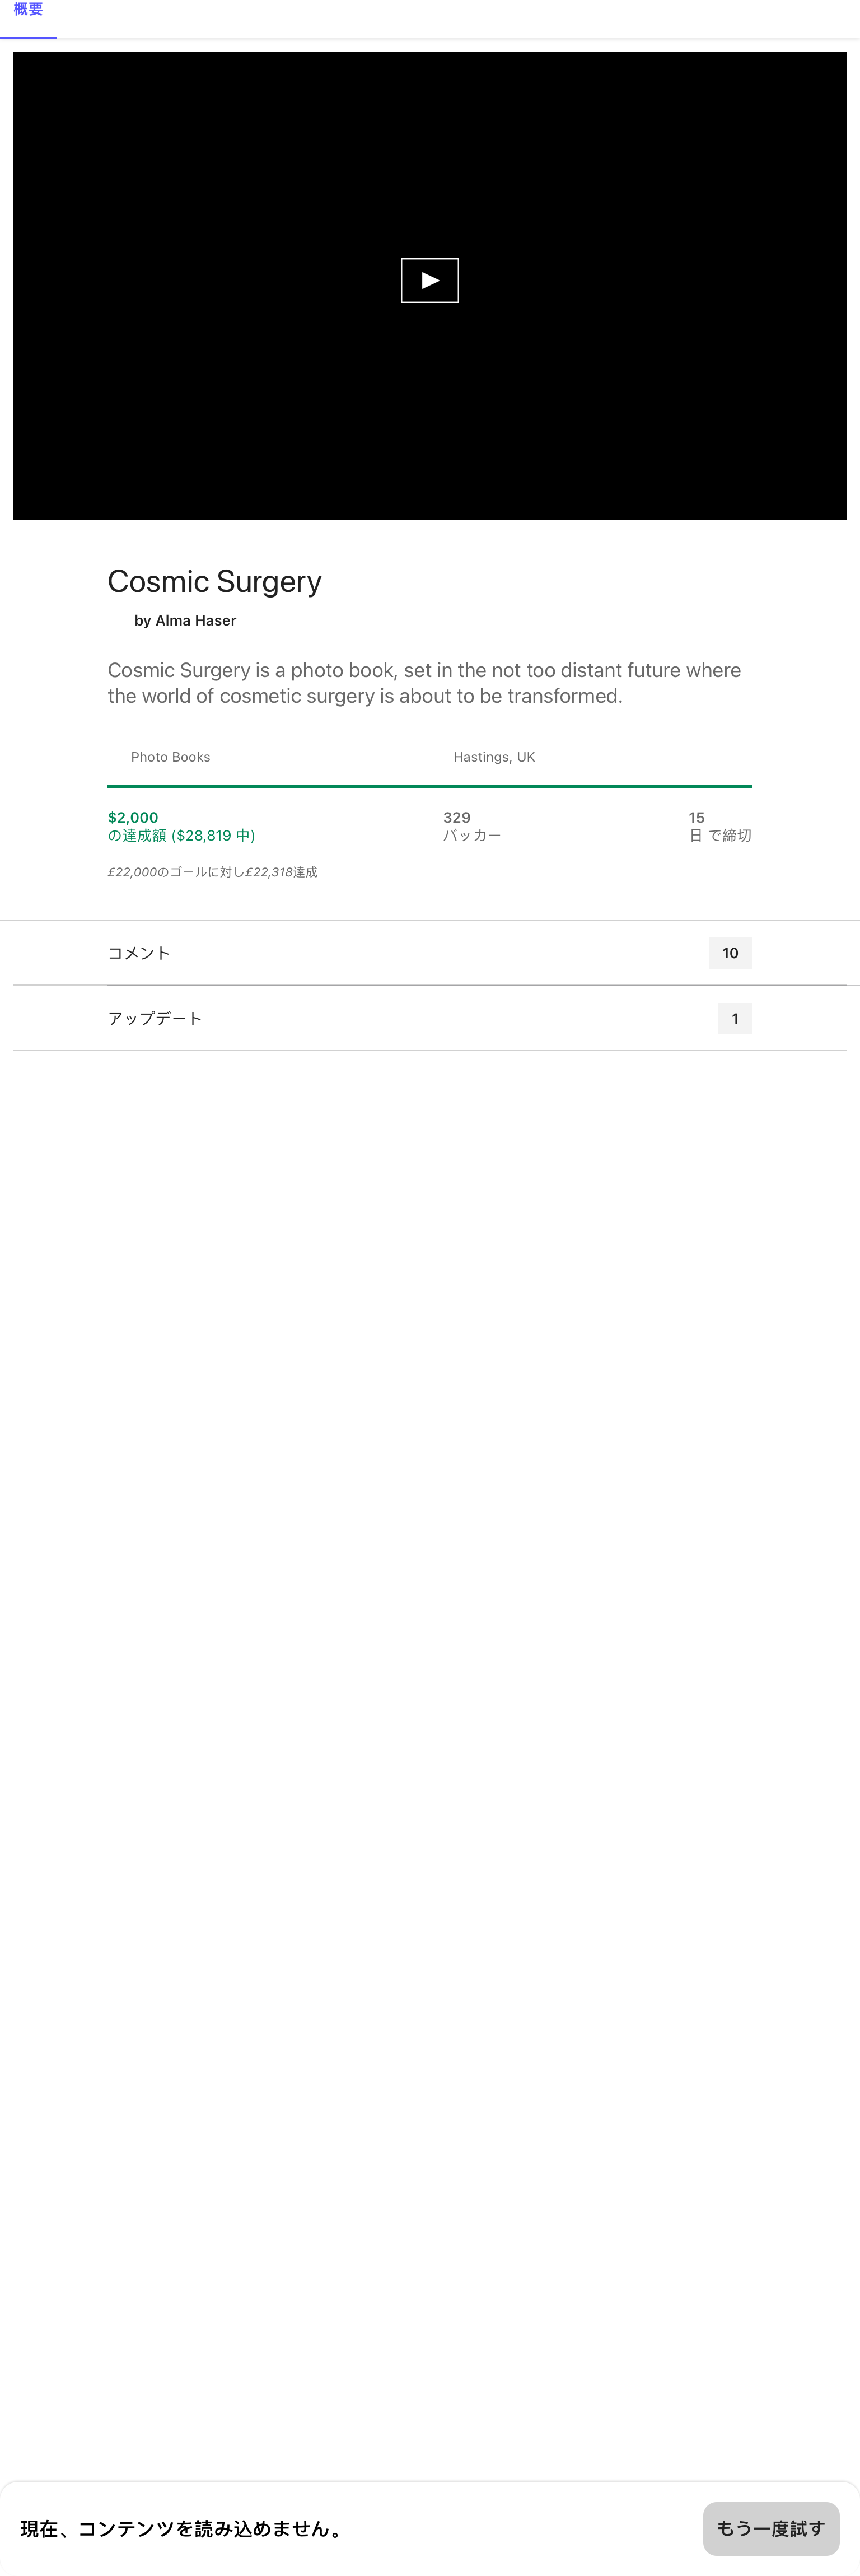 概要
Cosmic Surgery
by Alma Haser
Cosmic Surgery is a photo book, set in the not too distant future where
the world of cosmetic surgery is about to be transformed.
Photo Books
Hastings, UK
$2,000
の達成額 ($28,819 中)
329
バッカー
15
日 で締切
£22,000のゴールに対し£22,318達成
コメント
10
アップデート
1
現在、コンテンツを読み込めません。
もう一度試す